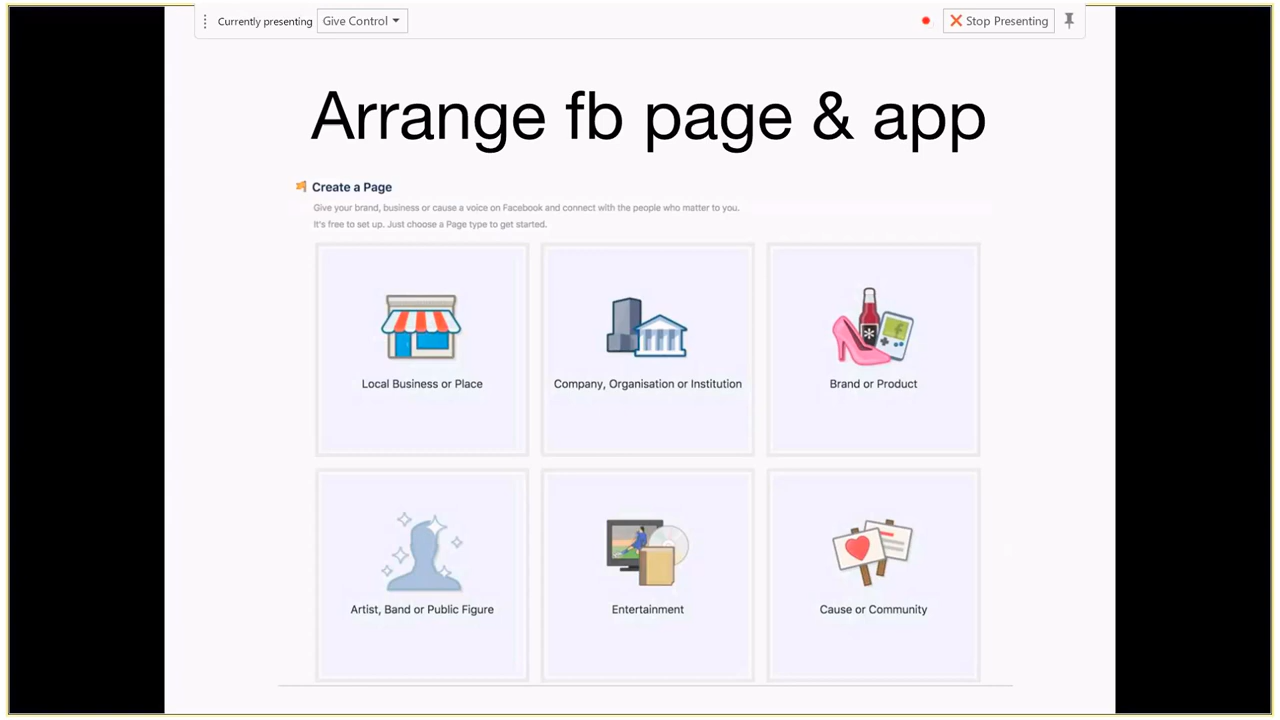 Currently presenting Give Control Stop Presenting
Arrange fb page & app
Create a Page
Give your brand, business or cause a voice on Facebook and connect with the people who matter to you.
It's free to set up. Just choose a Page type to get started.
Local Business or Place
Company, Organisation or Institution
Brand or Product
Artist, Band or Public Figure
Entertainment
Cause or Community